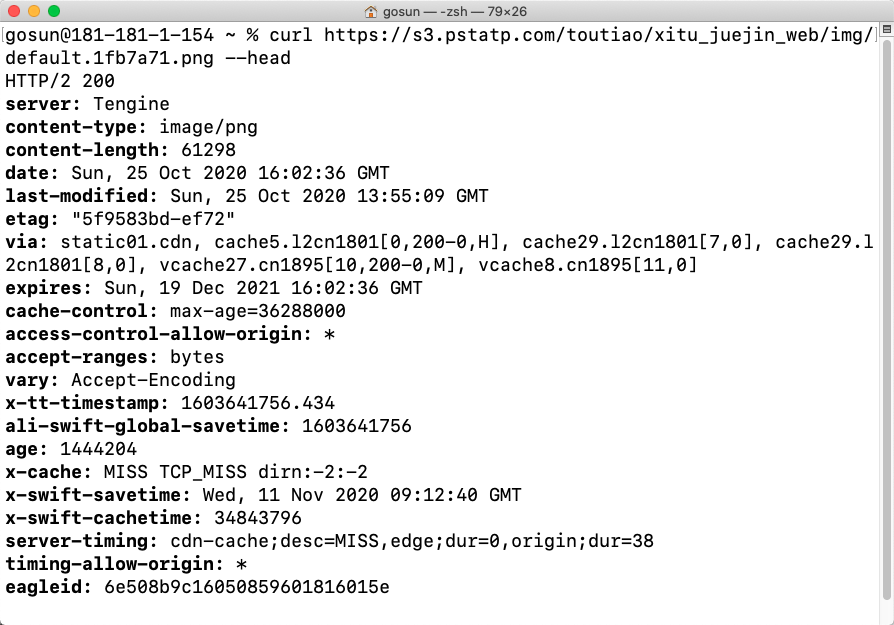 gosun — -zsh — 79×26
[gosun@181-181-1-154 ~ % curl https://s3.pstatp.com/toutiao/xitu_juejin_web/img/]
default.1fb7a71.png --head
HTTP/2 200
server: Tengine
content-type: image/png
content-length: 61298
date: Sun, 25 Oct 2020 16:02:36 GMT
last-modified: Sun, 25 Oct 2020 13:55:09 GMT
etag: "5f9583bd-ef72"
via: static01.cdn, cache5.l2cn1801[0,200-0,H], cache29.l2cn1801[7,0], cache29.l
2cn1801[8,0], vcache27.cn1895[10,200-0,M], vcache8.cn1895[11,0]
expires: Sun, 19 Dec 2021 16:02:36 GMT
cache-control: max-age=36288000
access-control-allow-origin: *
accept-ranges: bytes
vary: Accept-Encoding
x-tt-timestamp: 1603641756.434
ali-swift-global-savetime: 1603641756
age: 1444204
x-cache: MISS TCP_MISS dirn:-2:-2
x-swift-savetime: Wed, 11 Nov 2020 09:12:40 GMT
x-swift-cachetime: 34843796
server-timing: cdn-cache;desc=MISS,edge;dur=0,origin;dur=38
timing-allow-origin: *
eagleid: 6e508b9c16050859601816015e